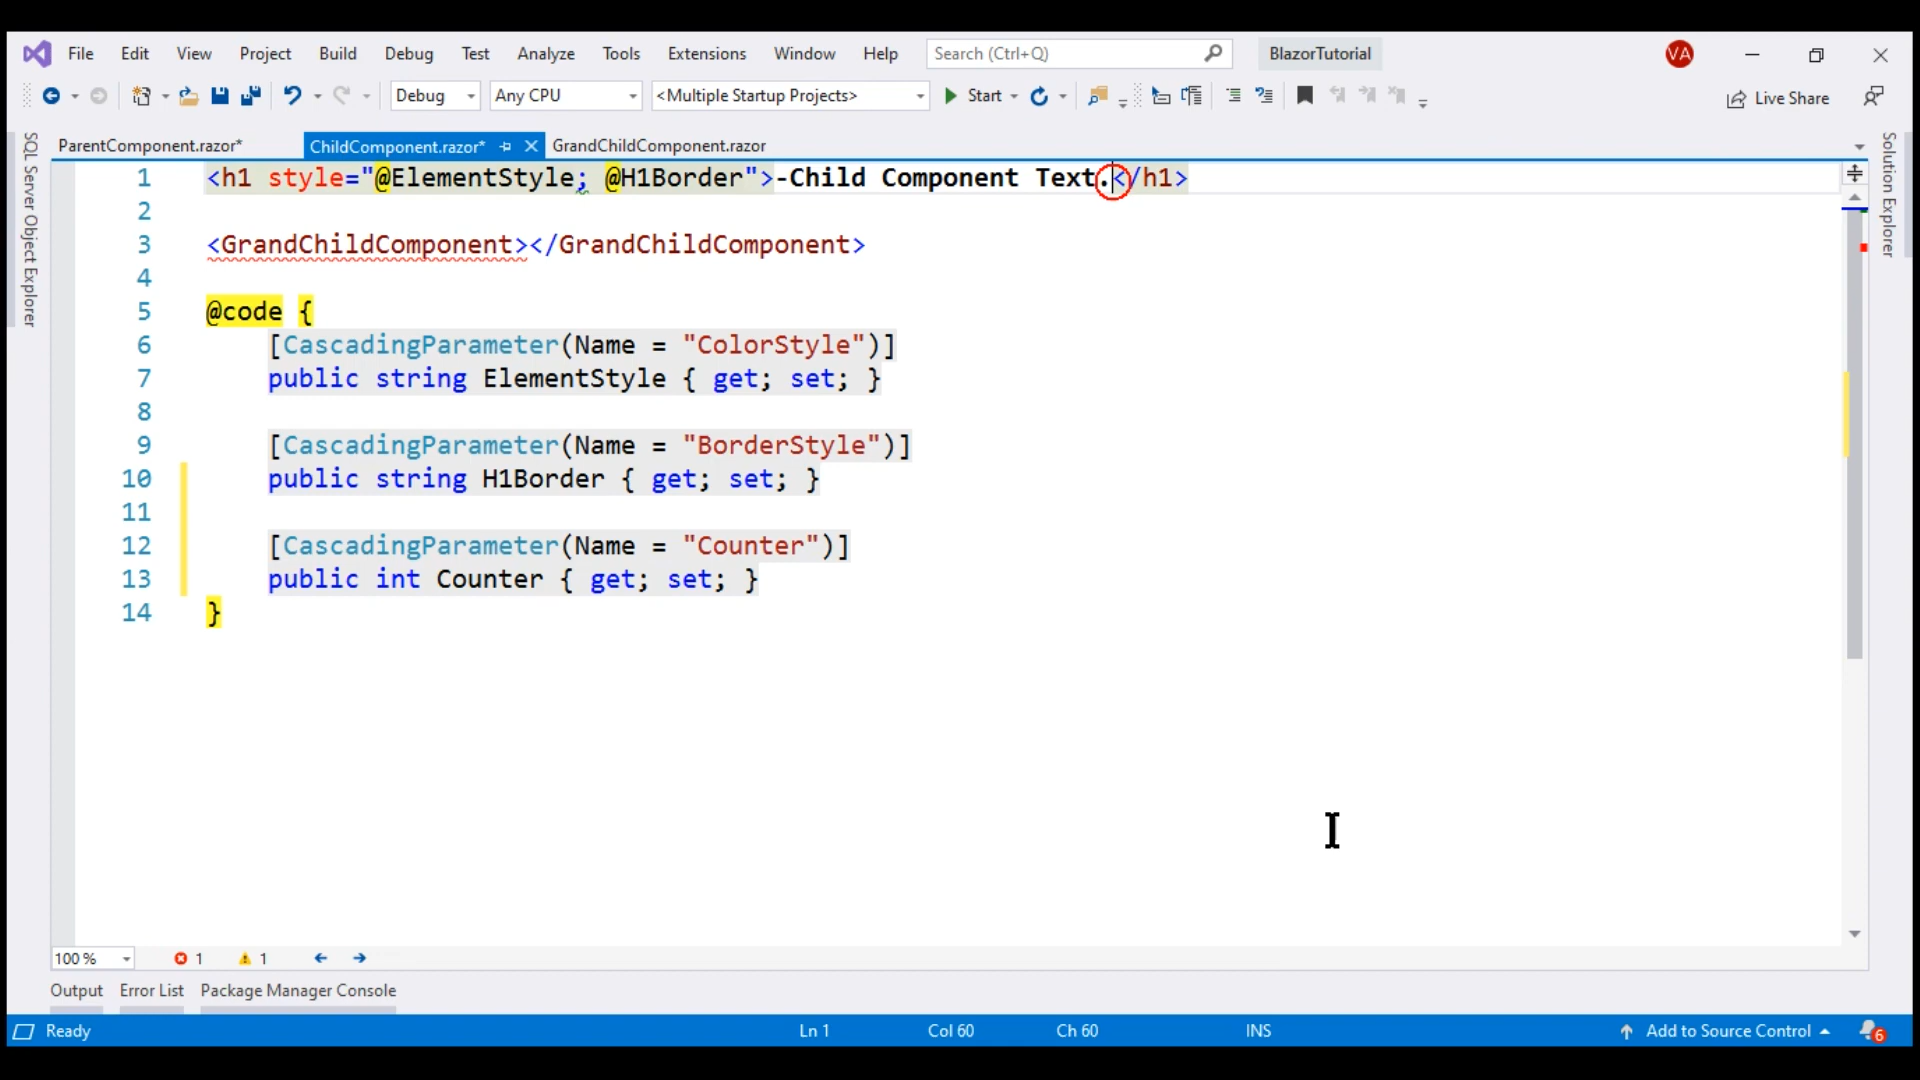 File Edit View Project Build Debug Test Analyze Tools Extensions Window Help Search (Ctrl+Q) BlazorTutorial VA
Debug Any CPU <Multiple Startup Projects> Start Live Share
ParentComponent.razor* ChildComponent.razor* GrandChildComponent.razor
SQL Server Object Explorer
Solution Explorer
1 <h1 style="@ElementStyle; @H1Border">-Child Component Text.</h1>
2
3 <GrandChildComponent></GrandChildComponent>
4
5 @code {
6 [CascadingParameter(Name = "ColorStyle")]
7 public string ElementStyle { get; set; }
8
9 [CascadingParameter(Name = "BorderStyle")]
10 public string H1Border { get; set; }
11
12 [CascadingParameter(Name = "Counter")]
13 public int Counter { get; set; }
14 }
100 % 1 1
Output Error List Package Manager Console
Ready Ln 1 Col 60 Ch 60 INS Add to Source Control 6